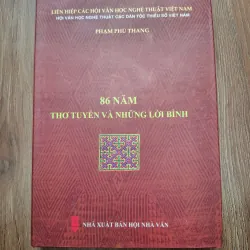 LIÊN HIỆP CÁC HỘI VĂN HỌC NGHỆ THUẬT VIỆT NAM
HỘI VĂN HỌC NGHỆ THUẬT CÁC DÂN TỘC THIỂU SỐ VIỆT NAM
PHẠM PHÚ THANG
86 NĂM
THƠ TUYỂN VÀ NHỮNG LỜI BÌNH
NHÀ XUẤT BẢN HỘI NHÀ VĂN